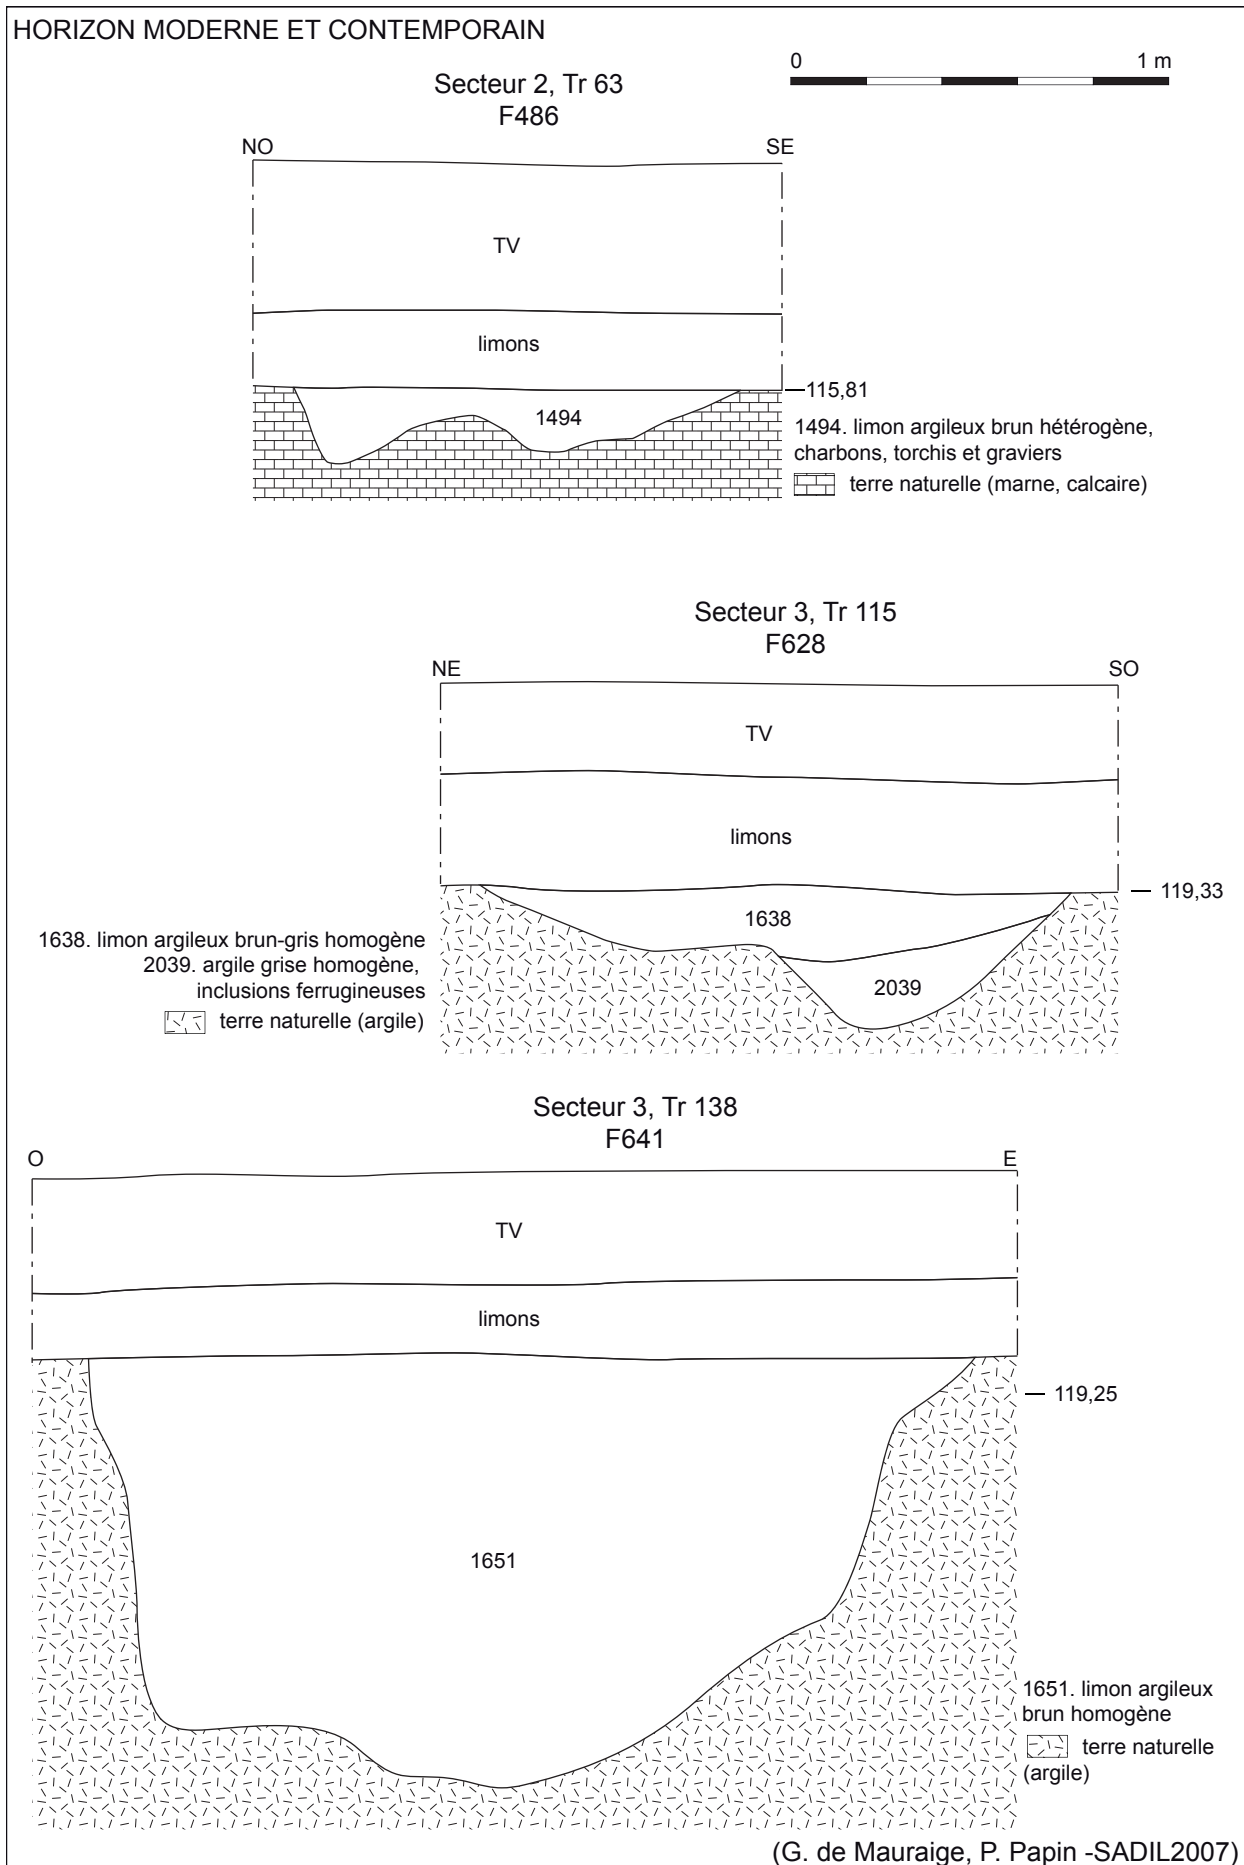 HORIZON MODERNE ET CONTEMPORAIN
0 1 m
Secteur 2, Tr 63
F486
NO SE
TV
limons
115,81
1494
1494. limon argileux brun hétérogène,
charbons, torchis et graviers
terre naturelle (marne, calcaire)
Secteur 3, Tr 115
F628
NE SO
TV
limons
119,33
1638
1638. limon argileux brun-gris homogène
2039. argile grise homogène,
inclusions ferrugineuses
2039
terre naturelle (argile)
Secteur 3, Tr 138
F641
O E
TV
limons
119,25
1651
1651. limon argileux
brun homogène
terre naturelle
(argile)
(G. de Mauraige, P. Papin -SADIL2007)